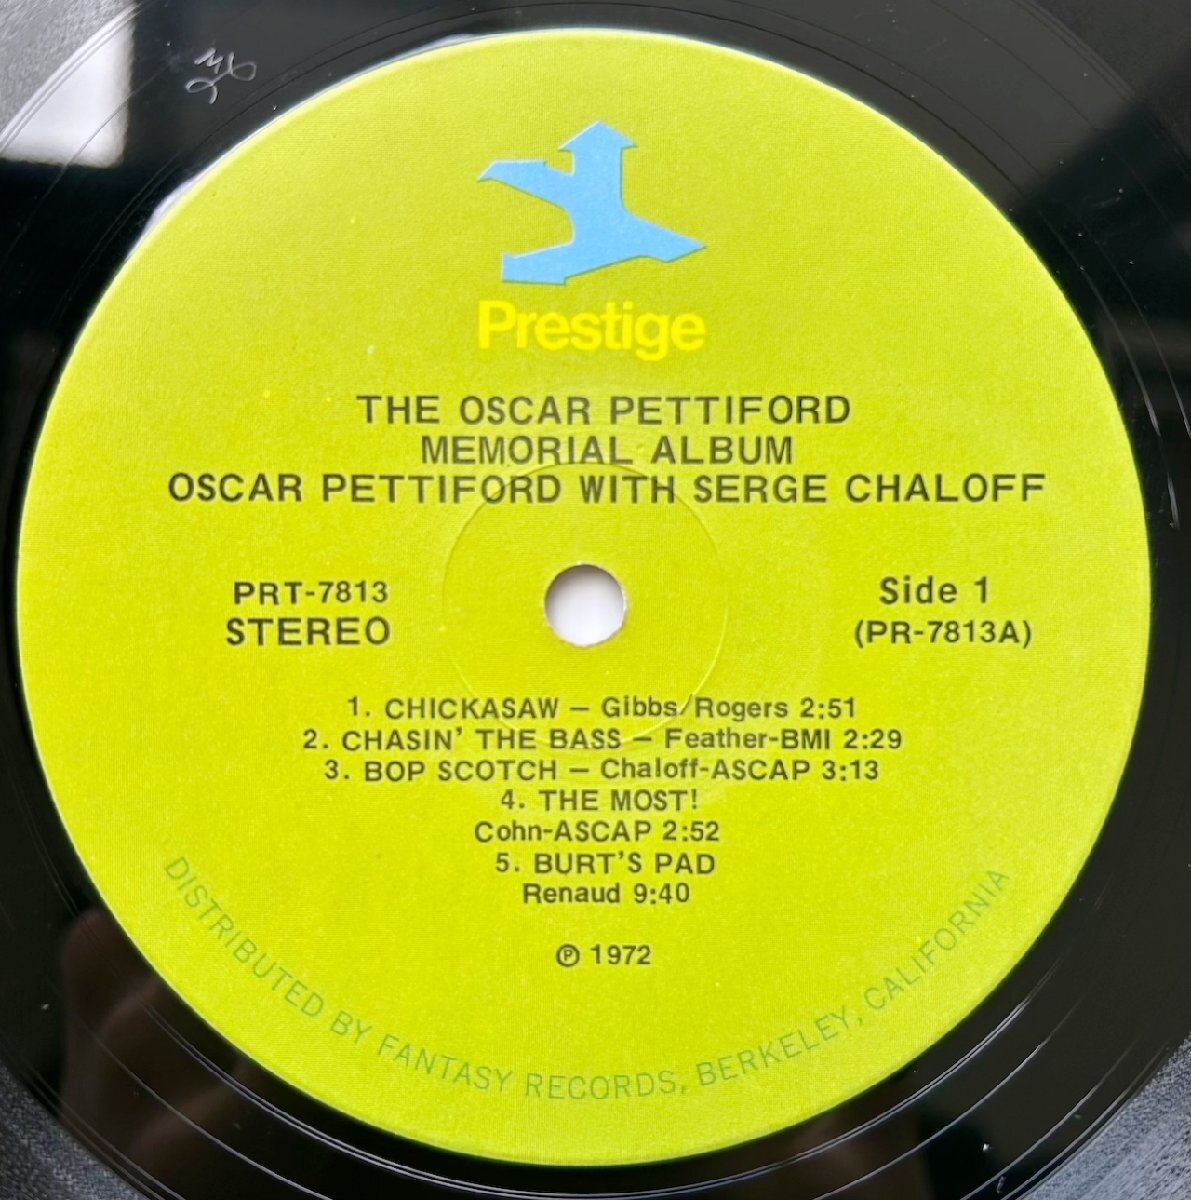 Prestige
THE OSCAR PETTIFORD
MEMORIAL ALBUM
OSCAR PETTIFORD WITH SERGE CHALOFF
PRT-7813
STEREO
Side 1
(PR-7813A)
1. CHICKASAW — Gibbs/Rogers 2:51
2. CHASIN' THE BASS — Feather-BMI 2:29
3. BOP SCOTCH — Chaloff-ASCAP 3:13
4. THE MOST!
Cohn-ASCAP 2:52
5. BURT'S PAD
Renaud 9:40
℗ 1972
DISTRIBUTED BY FANTASY RECORDS, BERKELEY, CALIFORNIA